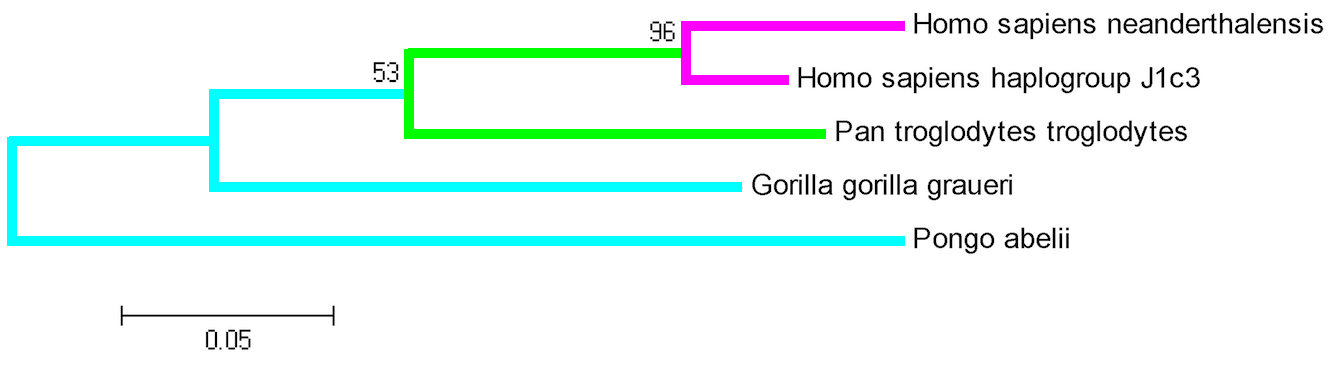 96
Homo sapiens neanderthalensis
Homo sapiens haplogroup J1c3
53
Pan troglodytes troglodytes
Gorilla gorilla graueri
Pongo abelii
0.05